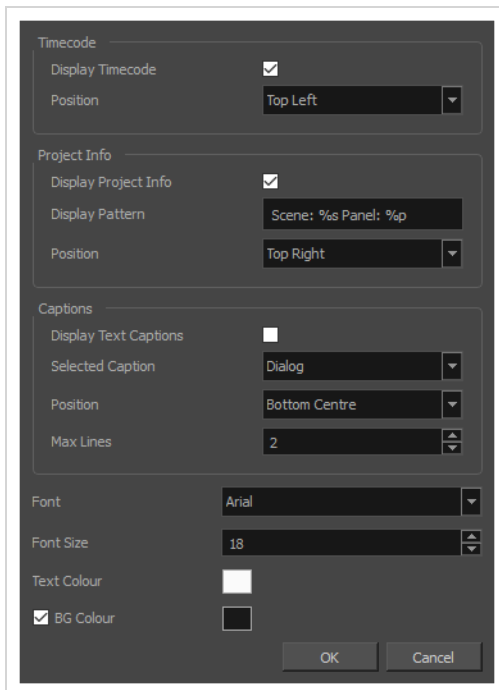 Timecode
Display Timecode
Position Top Left
Project Info
Display Project Info
Display Pattern Scene: %s Panel: %p
Position Top Right
Captions
Display Text Captions
Selected Caption Dialog
Position Bottom Centre
Max Lines 2
Font Arial
Font Size 18
Text Colour
BG Colour
OK Cancel